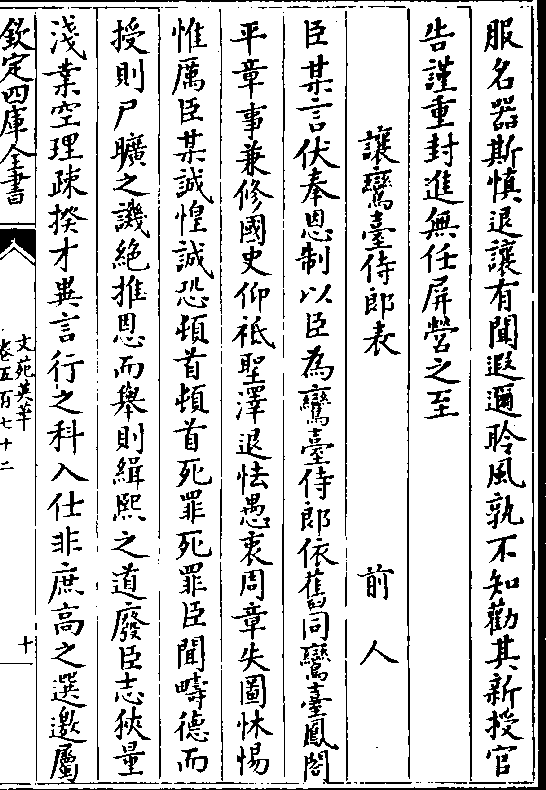 服名器斯慎退讓有聞遐邇聆風孰不知勸其新授官
告謹重封進無任屏營之至
讓鸞臺侍郎表　前人
臣某言伏奉恩制以臣為鸞臺侍郎依舊同鸞臺鳳閣
平章事兼修國史仰祗聖澤退怯愚衷周章失圖怵惕
惟厲臣某誠惶誠恐頓首頓首死罪死罪臣聞疇德而
授則尸曠之譏絶推恩而舉則緝熙之道廢臣志狹量
淺業空理疎揆才異言行之科入仕非庶高之選邀屬
欽定四庫全書
文苑英華
卷五百七十二
十